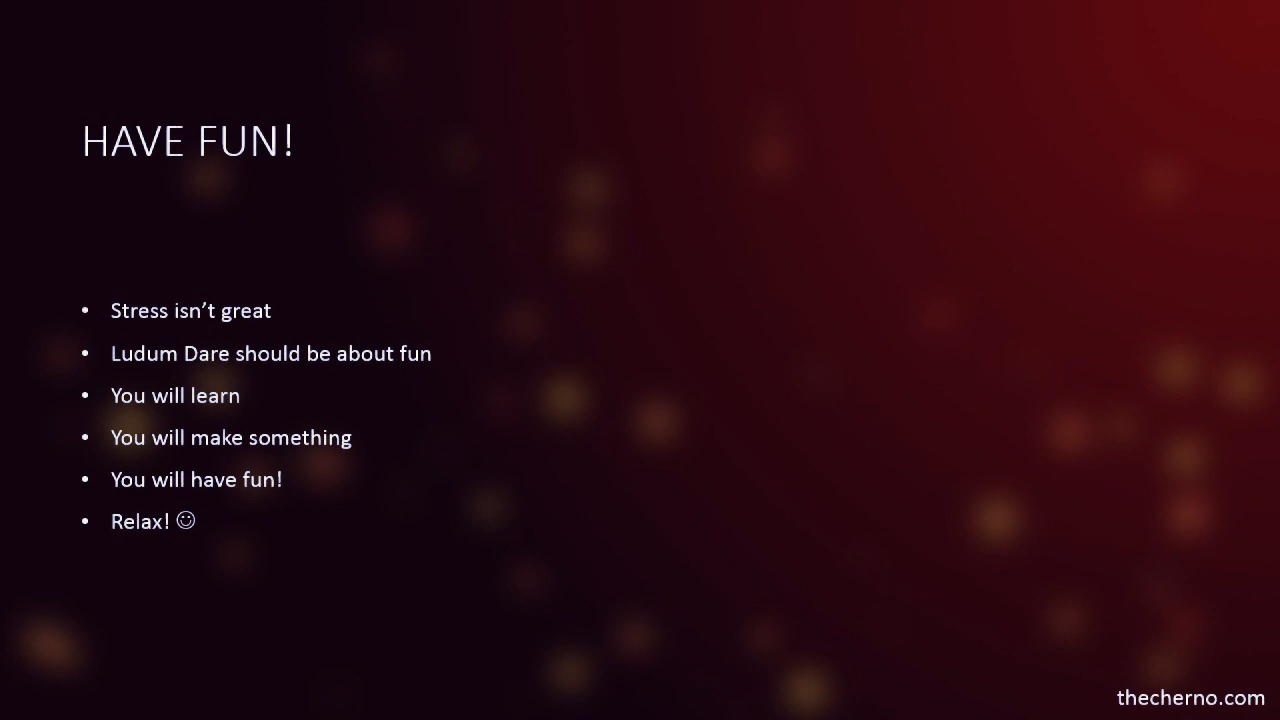 HAVE FUN!
• Stress isn’t great
• Ludum Dare should be about fun
• You will learn
• You will make something
• You will have fun!
• Relax! ☺
thecherno.com